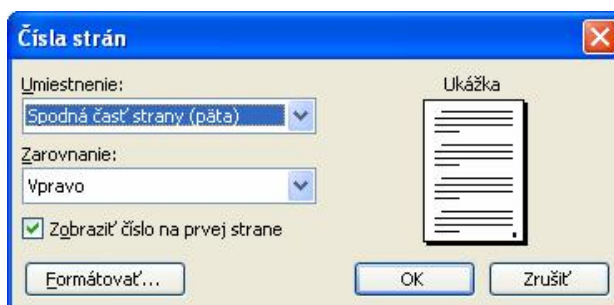 Čísla strán
Umiestnenie:
Spodná časť strany (päta)
Zarovnanie:
Vpravo
Zobraziť číslo na prvej strane
Ukážka
Formátovať...
OK
Zrušiť